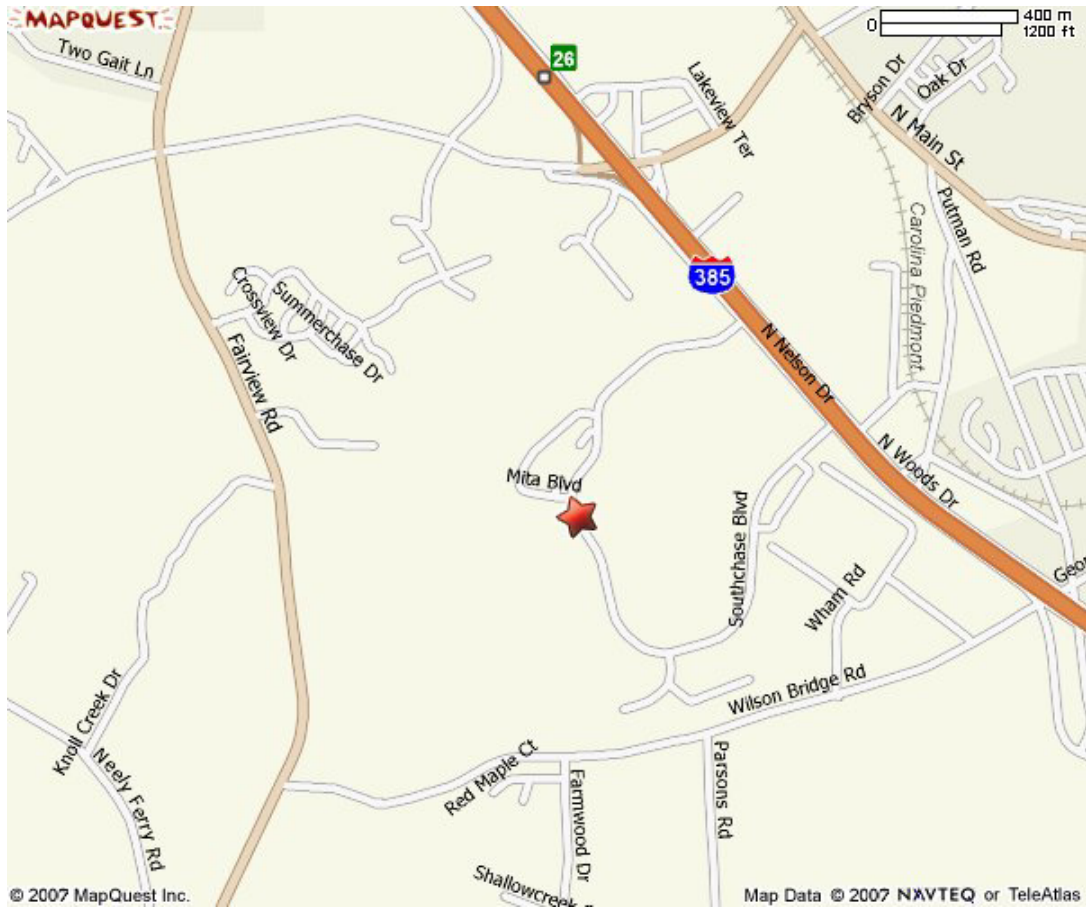 MAPQUEST
0
400 m
1200 ft
26
Two Gait Ln
Lakeview Ter
Bryson Dr
Oak Dr
N Main St
Putman Rd
Carolina Piedmont
385
N Nelson Dr
Crossview Dr
Summerchase Dr
Fairview Rd
Mita Blvd
N Woods Dr
Southchase Blvd
Wham Rd
Geor
Wilson Bridge Rd
Knoll Creek Dr
Neely Ferry Rd
Red Maple Ct
Farmwood Dr
Parsons Rd
Shallowcreek
© 2007 MapQuest Inc.
Map Data © 2007 NAVTEQ or TeleAtlas